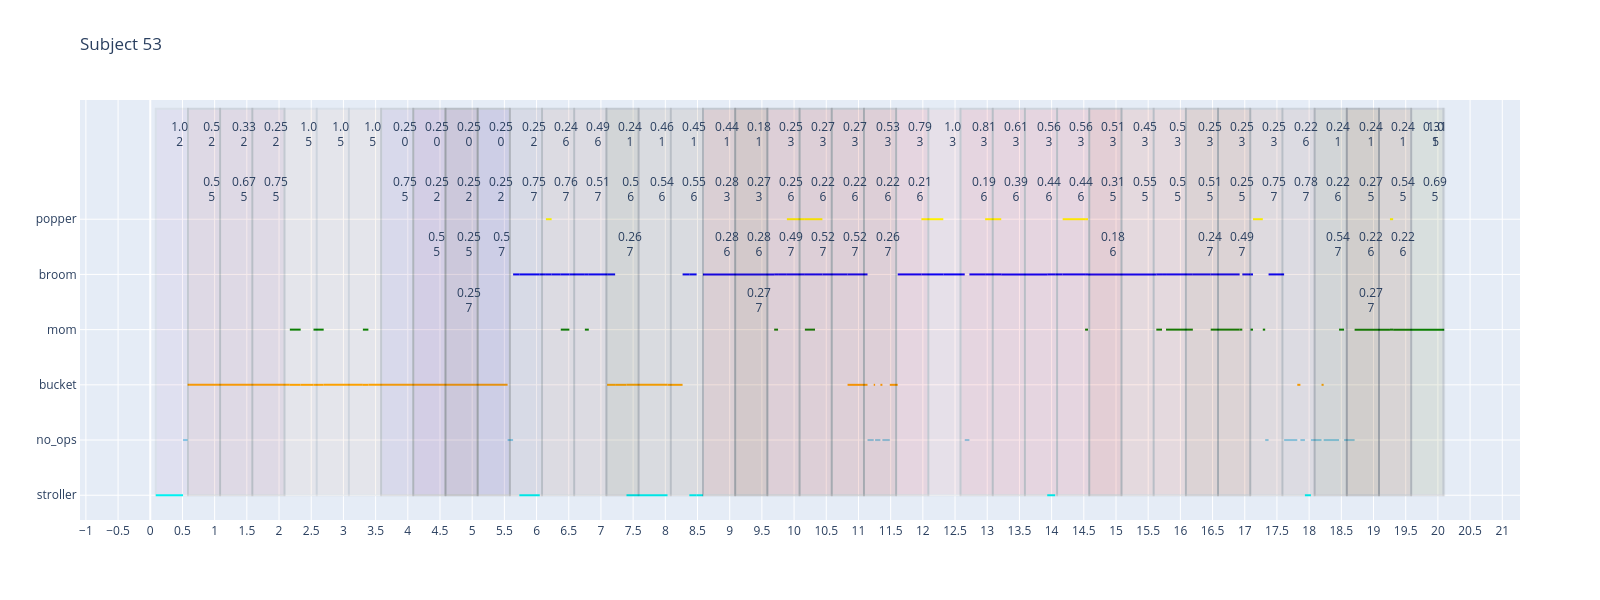 Subject 53
1.0 0.5 0.33 0.25 1.0 1.0 1.0 0.25 0.25 0.25 0.25 0.25 0.24 0.49 0.24 0.46 0.45 0.44 0.18 0.25 0.27 0.27 0.53 0.79 1.0 0.81 0.61 0.56 0.56 0.51 0.45 0.5 0.25 0.25 0.25 0.22 0.24 0.24 0.24
2 2 2 2 5 5 5 0 0 0 0 2 6 6 1 1 1 1 1 3 3 3 3 3 3 3 3 3 3 3 3 3 3 3 3 6 1 1 1
0.5 0.67 0.75 0.75 0.25 0.25 0.25 0.75 0.76 0.51 0.5 0.54 0.55 0.28 0.27 0.25 0.22 0.22 0.22 0.21 0.19 0.39 0.44 0.44 0.31 0.55 0.5 0.51 0.25 0.75 0.78 0.22 0.27 0.54 0.69
5 5 5 5 2 2 2 7 7 7 6 6 6 3 3 6 6 6 6 6 6 6 6 6 5 5 5 5 5 7 7 6 5 5 5
popper
0.5 0.25 0.5 0.26 0.28 0.28 0.49 0.52 0.52 0.26 0.18 0.24 0.49 0.54 0.22 0.22
5 5 7 7 6 6 7 7 7 7 6 7 7 7 6 6
broom
0.25 0.27 0.27
7 7 7
mom
bucket
no_ops
stroller
−1 −0.5 0 0.5 1 1.5 2 2.5 3 3.5 4 4.5 5 5.5 6 6.5 7 7.5 8 8.5 9 9.5 10 10.5 11 11.5 12 12.5 13 13.5 14 14.5 15 15.5 16 16.5 17 17.5 18 18.5 19 19.5 20 20.5 21